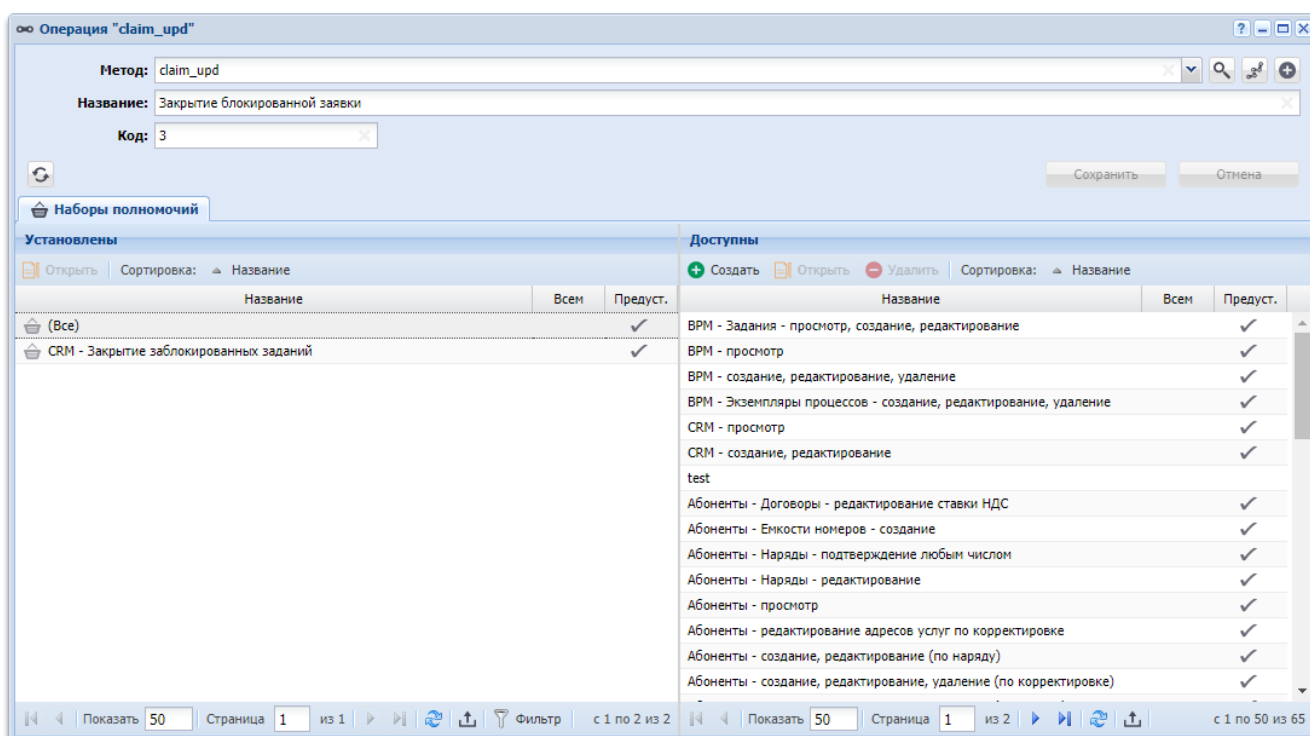 Операция "claim_upd"
Метод: claim_upd
Название: Закрытие блокированной заявки
Код: 3
Сохранить Отмена
Наборы полномочий
Установлены
Открыть Сортировка: Название
Название Всем Предуст.
(Все)
CRM - Закрытие заблокированных заданий
Показать 50 Страница 1 из 1 Фильтр с 1 по 2 из 2
Доступны
Создать Открыть Удалить Сортировка: Название
Название Всем Предуст.
BPM - Задания - просмотр, создание, редактирование
BPM - просмотр
BPM - создание, редактирование, удаление
BPM - Экземпляры процессов - создание, редактирование, удаление
CRM - просмотр
CRM - создание, редактирование
test
Абоненты - Договоры - редактирование ставки НДС
Абоненты - Емкости номеров - создание
Абоненты - Наряды - подтверждение любым числом
Абоненты - Наряды - редактирование
Абоненты - просмотр
Абоненты - редактирование адресов услуг по корректировке
Абоненты - создание, редактирование (по наряду)
Абоненты - создание, редактирование, удаление (по корректировке)
Показать 50 Страница 1 из 2 с 1 по 50 из 65